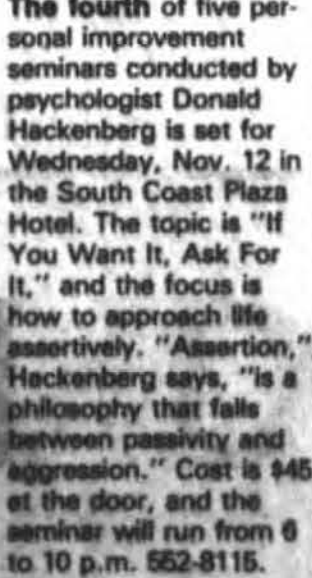 The fourth of five per-
sonal improvement
seminars conducted by
psychologist Donald
Hackenberg is set for
Wednesday, Nov. 12 in
the South Coast Plaza
Hotel. The topic is "If
You Want It, Ask For
It," and the focus is
how to approach life
assertively. "Assertion,"
Hackenberg says, "is a
philosophy that falls
between passivity and
aggression." Cost is $45
at the door, and the
seminar will run from 6
to 10 p.m. 552-8115.